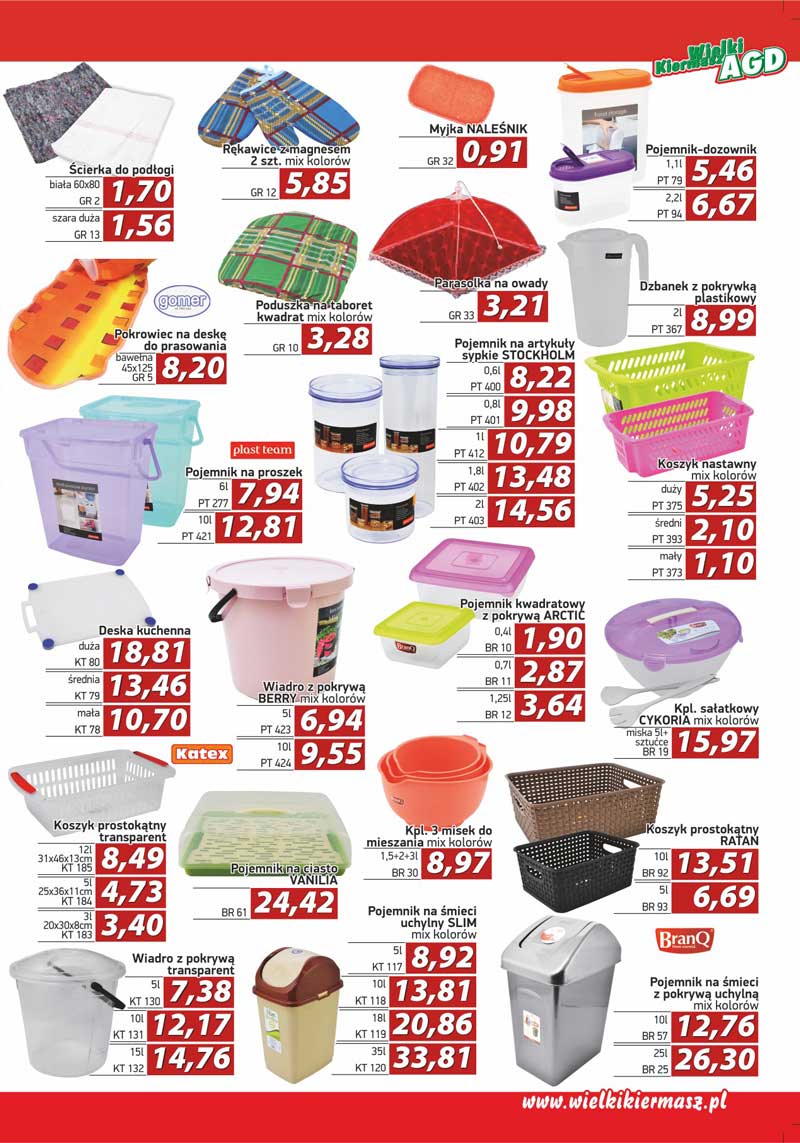 Wielki
Kiermasz AGD
Ścierka do podłogi
biała 60x80
GR 2
1,70
szara duża
GR 13
1,56
Rękawice z magnesem
2 szt. mix kolorów
GR 12
5,85
Myjka NALEŚNIK
GR 32
0,91
Pojemnik-dozownik
1,1l
PT 79
5,46
2,2l
PT 94
6,67
gomer
Pokrowiec na deskę
do prasowania
bawełna
45x125
GR 5
8,20
Poduszka na taboret
kwadrat mix kolorów
GR 10
3,28
Parasolka na owady
GR 33
3,21
Dzbanek z pokrywką
plastikowy
2l
PT 367
8,99
plast team
Pojemnik na proszek
6l
PT 277
7,94
10l
PT 421
12,81
Pojemnik na artykuły
sypkie STOCKHOLM
0,6l
PT 400
8,22
0,8l
PT 401
9,98
1l
PT 412
10,79
1,8l
PT 402
13,48
2l
PT 403
14,56
Koszyk nastawny
mix kolorów
duży
PT 375
5,25
średni
PT 393
2,10
mały
PT 373
1,10
Deska kuchenna
duża
KT 80
18,81
średnia
KT 79
13,46
mała
KT 78
10,70
Wiadro z pokrywą
BERRY mix kolorów
5l
PT 423
6,94
10l
PT 424
9,55
BranQ
Pojemnik kwadratowy
z pokrywą ARCTIC
0,4l
BR 10
1,90
0,7l
BR 11
2,87
1,25l
BR 12
3,64
Kpl. sałatkowy
CYKORIA mix kolorów
miska 5l+
sztućce
BR 19
15,97
Katex
Koszyk prostokątny
transparent
12l
31x46x13cm
KT 185
8,49
5l
25x36x11cm
KT 184
4,73
3l
20x30x8cm
KT 183
3,40
Pojemnik na ciasto
VANILIA
BR 61
24,42
Kpl. 3 misek do
mieszania mix kolorów
1,5+2+3l
BR 30
8,97
Koszyk prostokątny
RATAN
10l
BR 92
13,51
5l
BR 93
6,69
Wiadro z pokrywą
transparent
5l
KT 130
7,38
10l
KT 131
12,17
15l
KT 132
14,76
Pojemnik na śmieci
uchylny SLIM
mix kolorów
5l
KT 117
8,92
10l
KT 118
13,81
18l
KT 119
20,86
35l
KT 120
33,81
BranQ
Pojemnik na śmieci
z pokrywą uchylną
mix kolorów
10l
BR 57
12,76
25l
BR 25
26,30
www.wielkikiermasz.pl